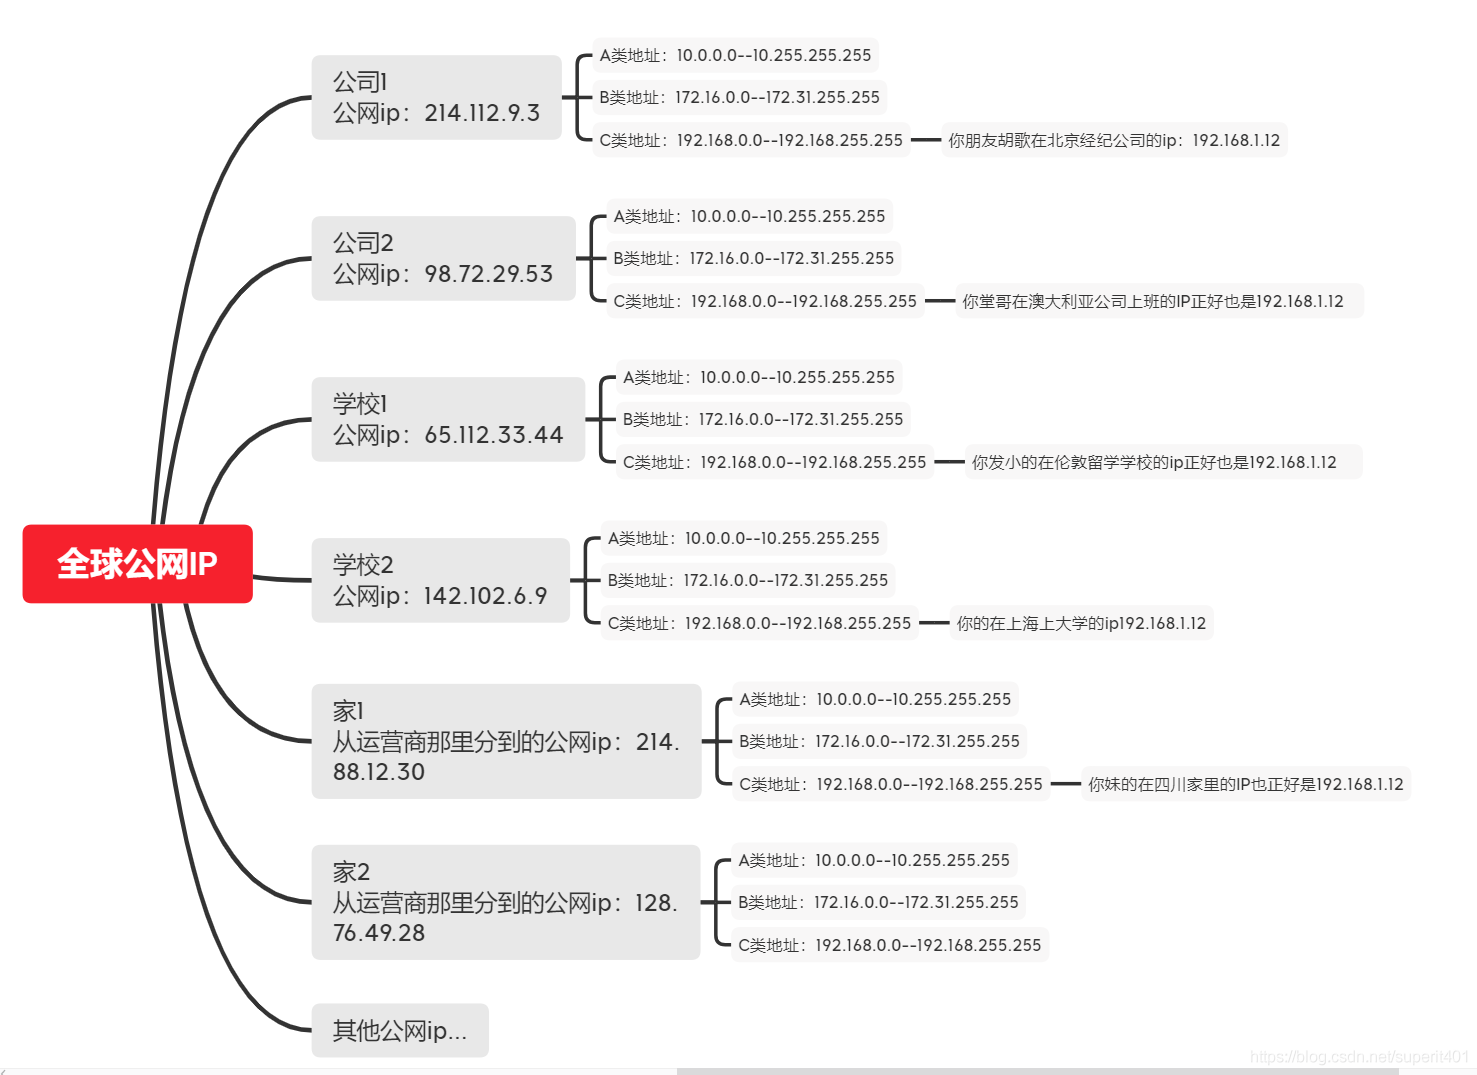 公司1
公网ip：214.112.9.3
A类地址：10.0.0.0--10.255.255.255
B类地址：172.16.0.0--172.31.255.255
C类地址：192.168.0.0--192.168.255.255
你朋友胡歌在北京经纪公司的ip：192.168.1.12
公司2
公网ip：98.72.29.53
A类地址：10.0.0.0--10.255.255.255
B类地址：172.16.0.0--172.31.255.255
C类地址：192.168.0.0--192.168.255.255
你堂哥在澳大利亚公司上班的IP正好也是192.168.1.12
学校1
公网ip：65.112.33.44
A类地址：10.0.0.0--10.255.255.255
B类地址：172.16.0.0--172.31.255.255
C类地址：192.168.0.0--192.168.255.255
你发小的在伦敦留学学校的ip正好也是192.168.1.12
全球公网IP
学校2
公网ip：142.102.6.9
A类地址：10.0.0.0--10.255.255.255
B类地址：172.16.0.0--172.31.255.255
C类地址：192.168.0.0--192.168.255.255
你的在上海上大学的ip192.168.1.12
家1
从运营商那里分到的公网ip：214.
88.12.30
A类地址：10.0.0.0--10.255.255.255
B类地址：172.16.0.0--172.31.255.255
C类地址：192.168.0.0--192.168.255.255
你妹的在四川家里的IP也正好是192.168.1.12
家2
从运营商那里分到的公网ip：128.
76.49.28
A类地址：10.0.0.0--10.255.255.255
B类地址：172.16.0.0--172.31.255.255
C类地址：192.168.0.0--192.168.255.255
其他公网ip...
https://blog.csdn.net/superit401